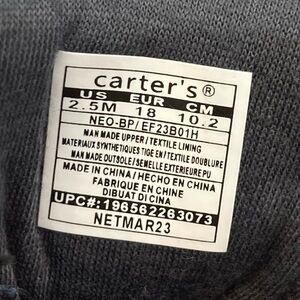 carter's®
US EUR CM
2.5M 18 10.2
NEO-BP/EF23B01H
MAN MADE UPPER/TEXTILE LINING
MATERIAUX SYNTHETIQUES TIGE EN/TEXTILE DOUBLURE
MAN MADE OUTSOLE/SEMELLE EXTERIEURE PU
MADE IN CHINA / HECHO EN CHINA
FABRIQUE EN CHINE
DIBUAT DI CINA
UPC#:196562283073
NETMAR23